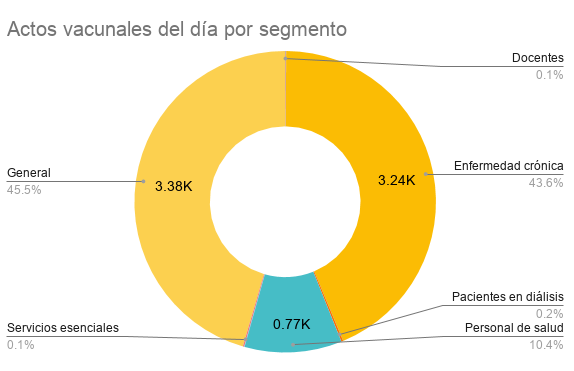 Actos vacunales del día por segmento
Docentes
0.1%
Enfermedad crónica
43.6%
General
45.5%
3.38K
3.24K
Pacientes en diálisis
0.2%
0.77K
Servicios esenciales
0.1%
Personal de salud
10.4%